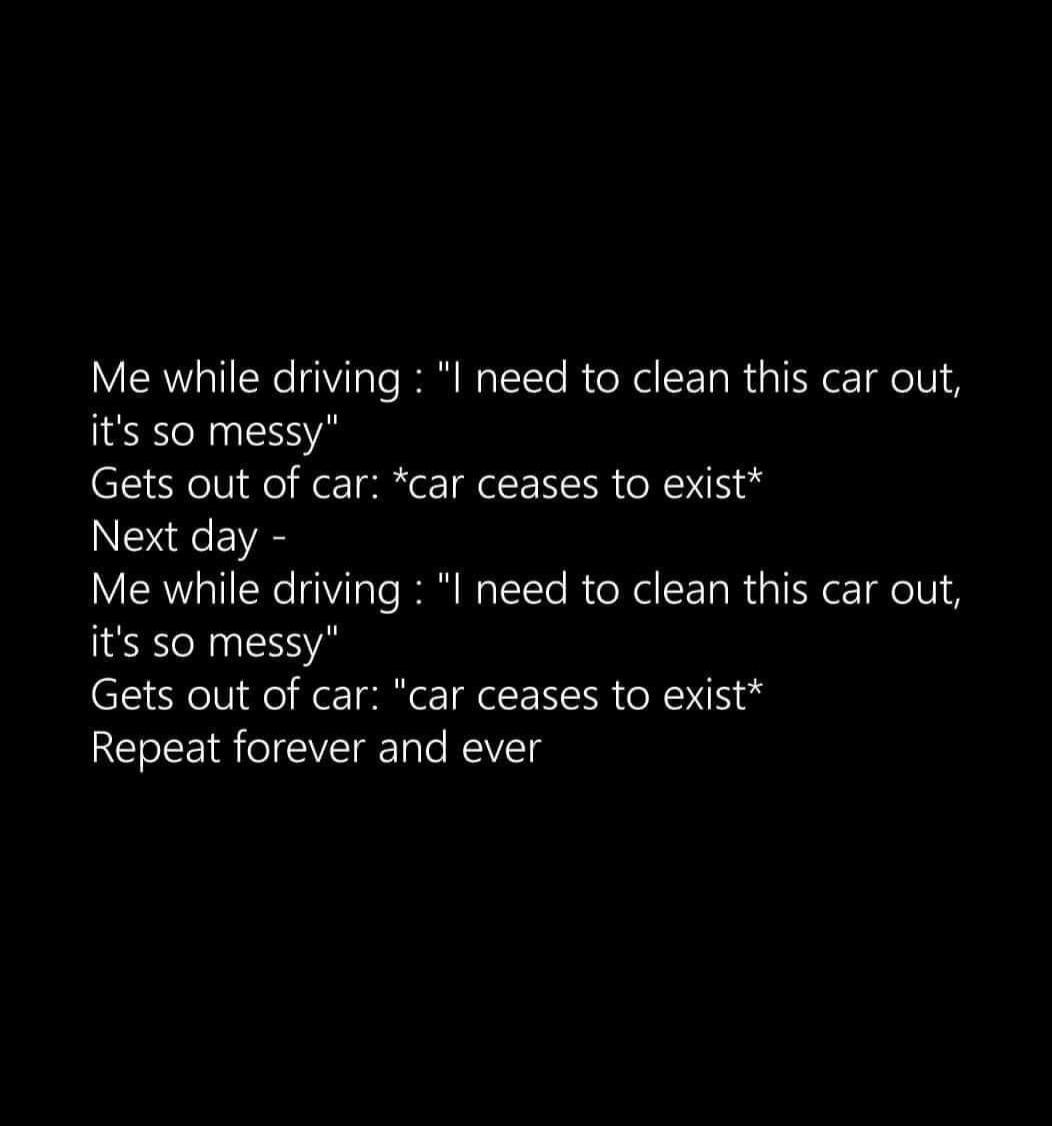 Me while driving : "I need to clean this car out,
it's so messy"
Gets out of car: *car ceases to exist*
Next day -
Me while driving : "I need to clean this car out,
it's so messy"
Gets out of car: "car ceases to exist*
Repeat forever and ever